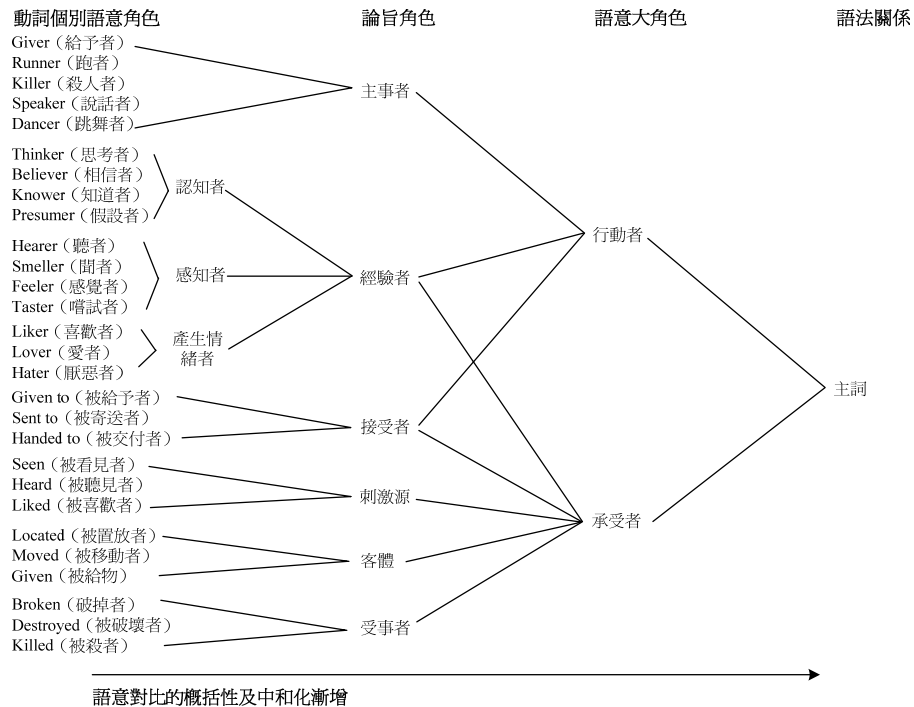 動詞個別語意角色 論旨角色 語意大角色 語法關係
Giver（給予者）
Runner（跑者）
Killer（殺人者）
Speaker（說話者）
Dancer（跳舞者）
主事者
Thinker（思考者）
Believer（相信者）
Knower（知道者）
Presumer（假設者）
認知者
Hearer（聽者）
Smeller（聞者）
Feeler（感覺者）
Taster（嚐試者）
感知者
Liker（喜歡者）
Lover（愛者）
Hater（厭惡者）
產生情
緒者
經驗者
行動者
Given to（被給予者）
Sent to（被寄送者）
Handed to（被交付者）
接受者
主詞
Seen（被看見者）
Heard（被聽見者）
Liked（被喜歡者）
刺激源
Located（被置放者）
Moved（被移動者）
Given（被給物）
客體
承受者
Broken（破掉者）
Destroyed（被破壞者）
Killed（被殺者）
受事者
語意對比的概括性及中和化漸增